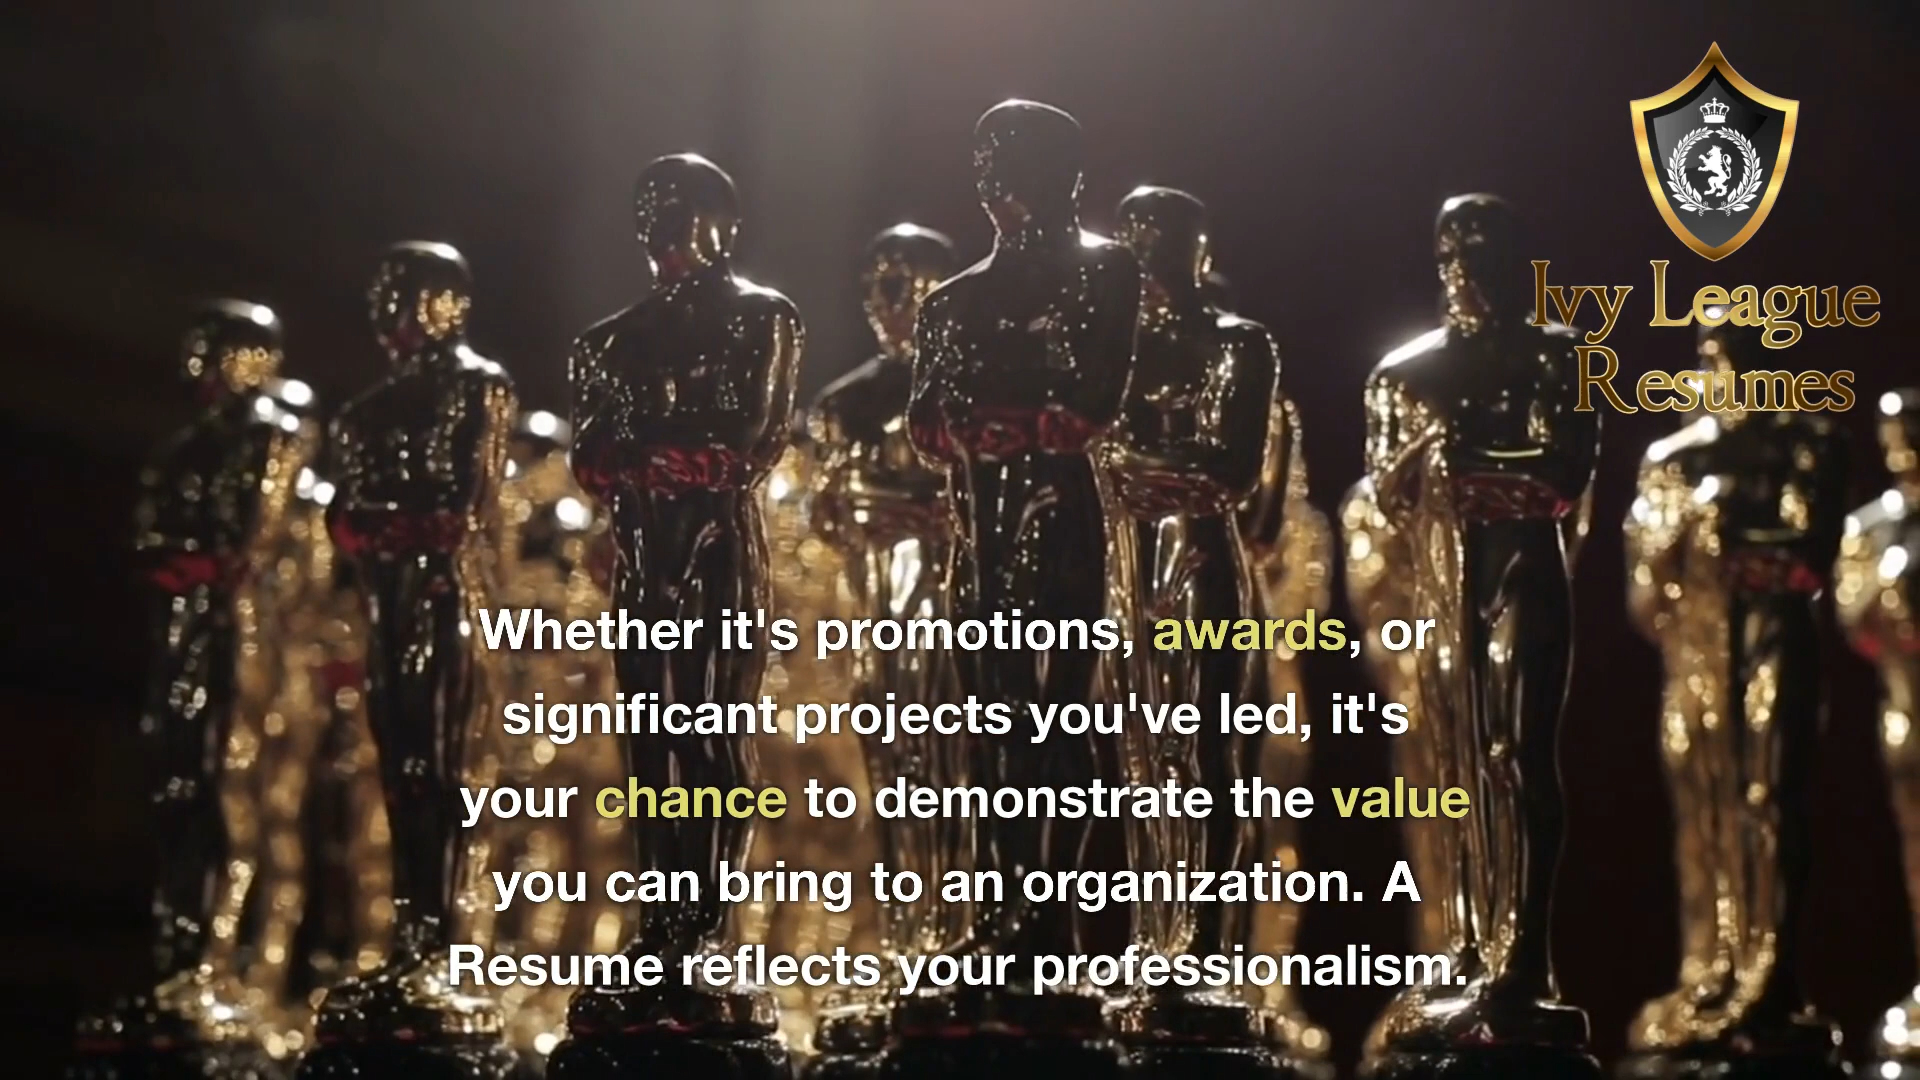 Ivy League
Resumes
Whether it's promotions, awards, or
significant projects you've led, it's
your chance to demonstrate the value
you can bring to an organization. A
Resume reflects your professionalism.